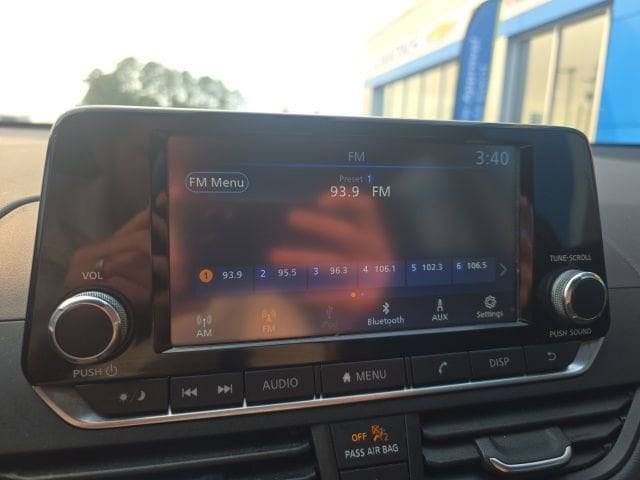 FM
3:40
FM Menu
Preset 1
93.9 FM
1 93.9 2 95.5 3 96.3 4 106.1 5 102.3 6 106.5
AM FM Bluetooth AUX Settings
VOL
PUSH
TUNE·SCROLL
PUSH SOUND
AUDIO MENU DISP
OFF 2
PASS AIR BAG